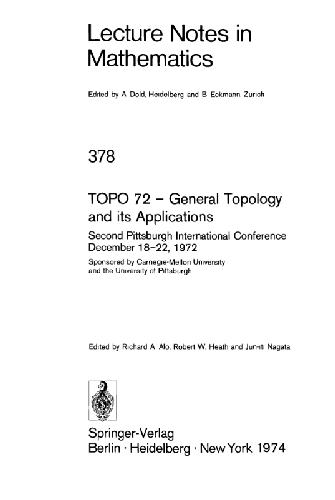 Lecture Notes in
Mathematics
Edited by A. Dold, Heidelberg and B. Eckmann, Zürich
378
TOPO 72 – General Topology
and its Applications
Second Pittsburgh International Conference
December 18–22, 1972
Sponsored by Carnegie-Mellon University
and the University of Pittsburgh
Edited by Richard A. Alo, Robert W. Heath and Jun-iti Nagata
Springer-Verlag
Berlin · Heidelberg · New York 1974